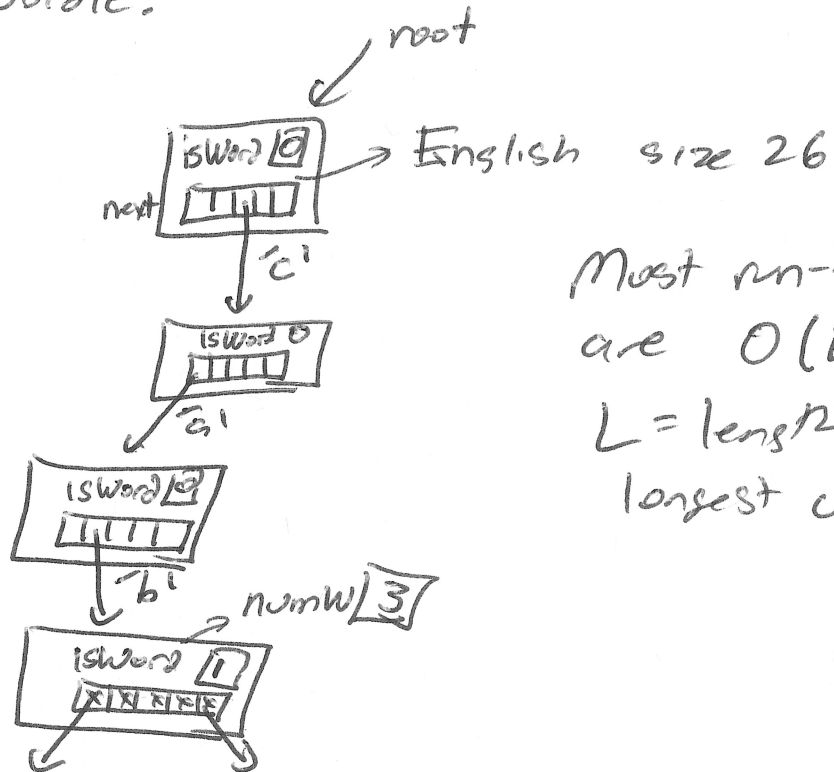 root
isWord 0
English size 26
next
'c'
Most run-
are O(
isWord 0
L = length
'a'
longest
isWord 0
'b'
numW 3
isWord 1
x x x x x